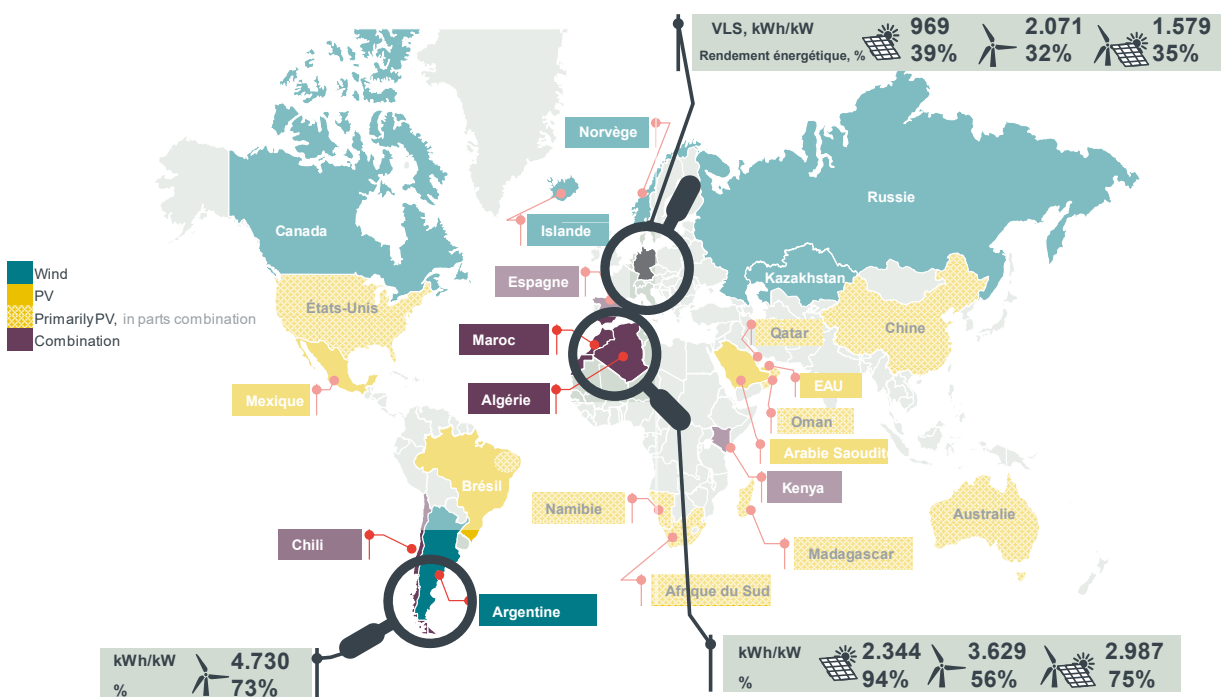 VLS, kWh/kW 969 2.071 1.579
Rendement énergétique, % 39% 32% 35%
Norvège
Russie
Canada
Islande
Wind
PV
PrimarilyPV, in parts combination
Combination
Espagne
Kazakhstan
États-Unis
Qatar
Chine
Maroc
Algérie
EAU
Mexique
Oman
Arabie Saoudite
Brésil
Kenya
Namibie
Australie
Chili
Madagascar
Afrique du Sud
Argentine
kWh/kW 4.730
% 73%
kWh/kW 2.344 3.629 2.987
% 94% 56% 75%